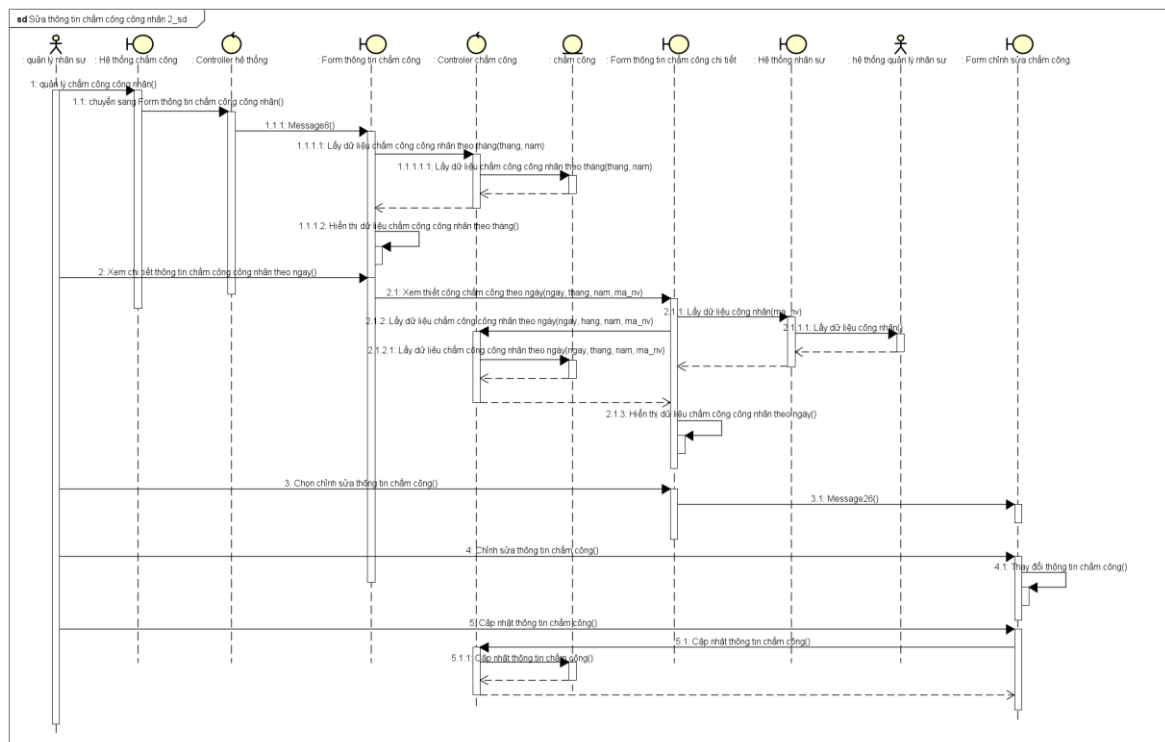 sd Sửa thông tin chấm công công nhân 2_sd
: quản lý nhân sự
: Hệ thống chấm công
: Controller hệ thống
: Form thông tin chấm công
: Controler chấm công
: chấm công
: Form thông tin chấm công chi tiết
: Hệ thống nhân sự
: hệ thống quản lý nhân sự
: Form chỉnh sửa chấm công
1: quản lý chấm công công nhân()
1.1: chuyển sang Form thông tin chấm công công nhân()
1.1.1: Message8()
1.1.1.1: Lấy dữ liệu chấm công công nhân theo tháng(thang, nam)
1.1.1.1.1: Lấy dữ liệu chấm công công nhân theo tháng(thang, nam)
1.1.1.2: Hiển thị dữ liệu chấm công công nhân theo tháng()
2: Xem chi tiết thông tin chấm công công nhân theo ngay()
2.1: Xem thiết công chấm công theo ngày(ngay, thang, nam, ma_nv)
2.1.1: Lấy dữ liệu công nhân(ma_nv)
2.1.2: Lấy dữ liệu chấm công công nhân theo ngày(ngay, hang, nam, ma_nv)
2.1.1.1: Lấy dữ liệu công nhân()
2.1.2.1: Lấy dữ liệu chấm công công nhân theo ngày(ngay, thang, nam, ma_nv)
2.1.3: Hiển thị dữ liệu chấm công công nhân theo ngày()
3: Chọn chỉnh sửa thông tin chấm công()
3.1: Message26()
4: Chỉnh sửa thông tin chấm công()
4.1: Thay đổi thông tin chấm công()
5: Cập nhật thông tin chấm công()
5.1: Cập nhật thông tin chấm công()
5.1.1: Cập nhật thông tin chấm công()